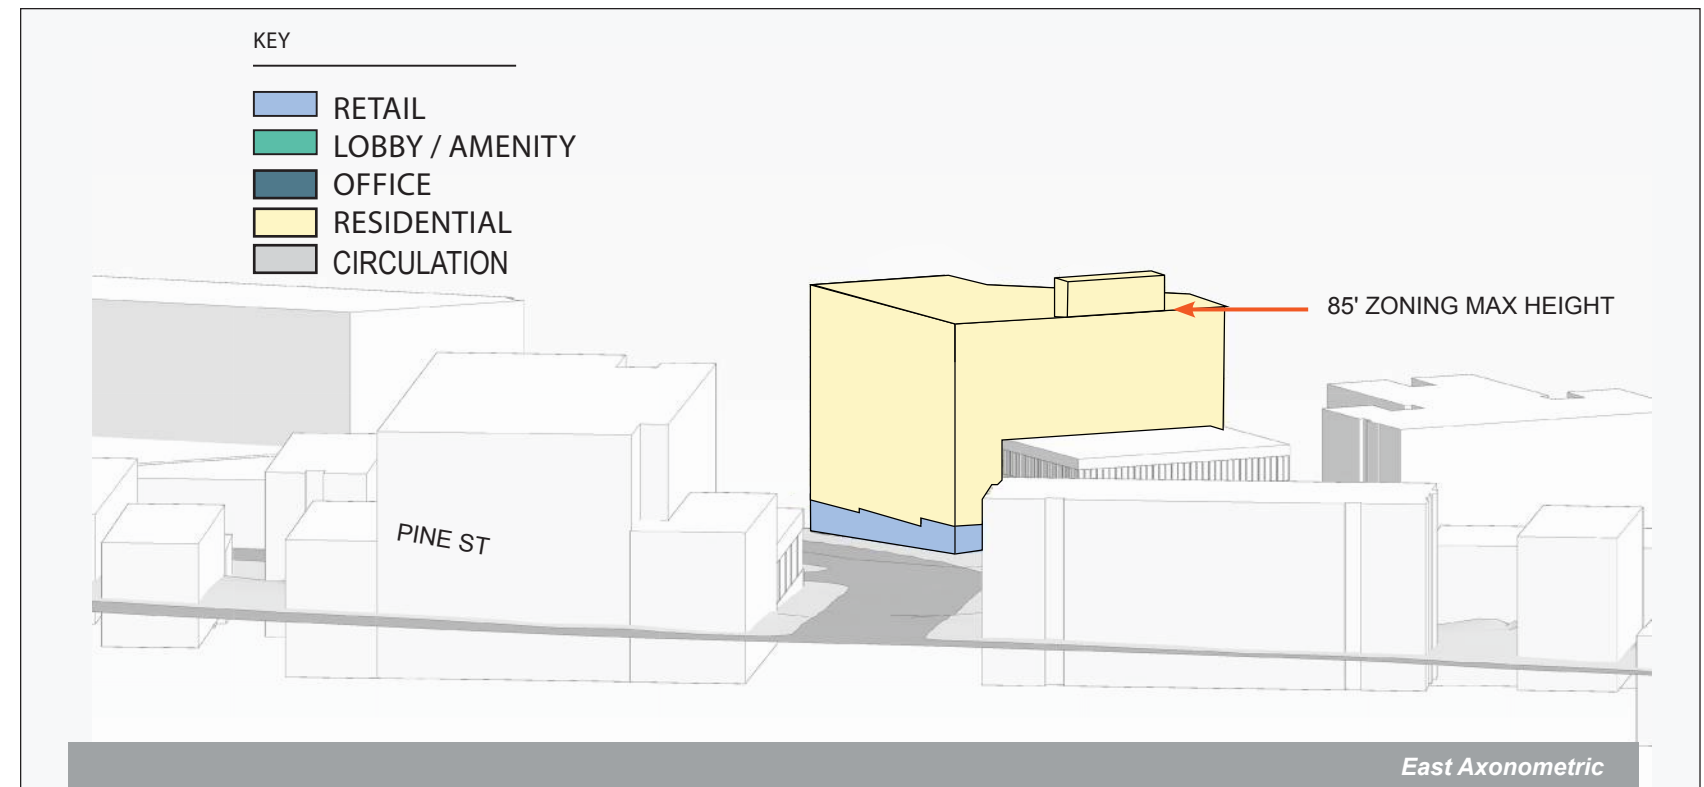 KEY
RETAIL
LOBBY / AMENITY
OFFICE
RESIDENTIAL
CIRCULATION
85' ZONING MAX HEIGHT
PINE ST
East Axonometric